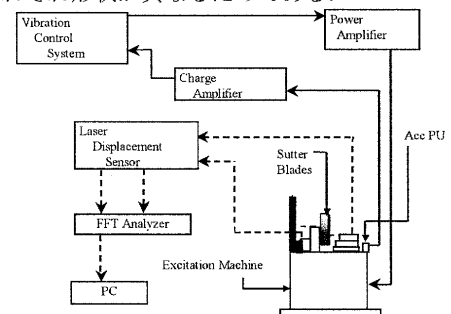 Vibration
Control
System
Power
Amplifier
Charge
Amplifier
Laser
Displacement
Sensor
Acc PU
Sutter
Blades
FFT Analyzer
Excitation Machine
PC